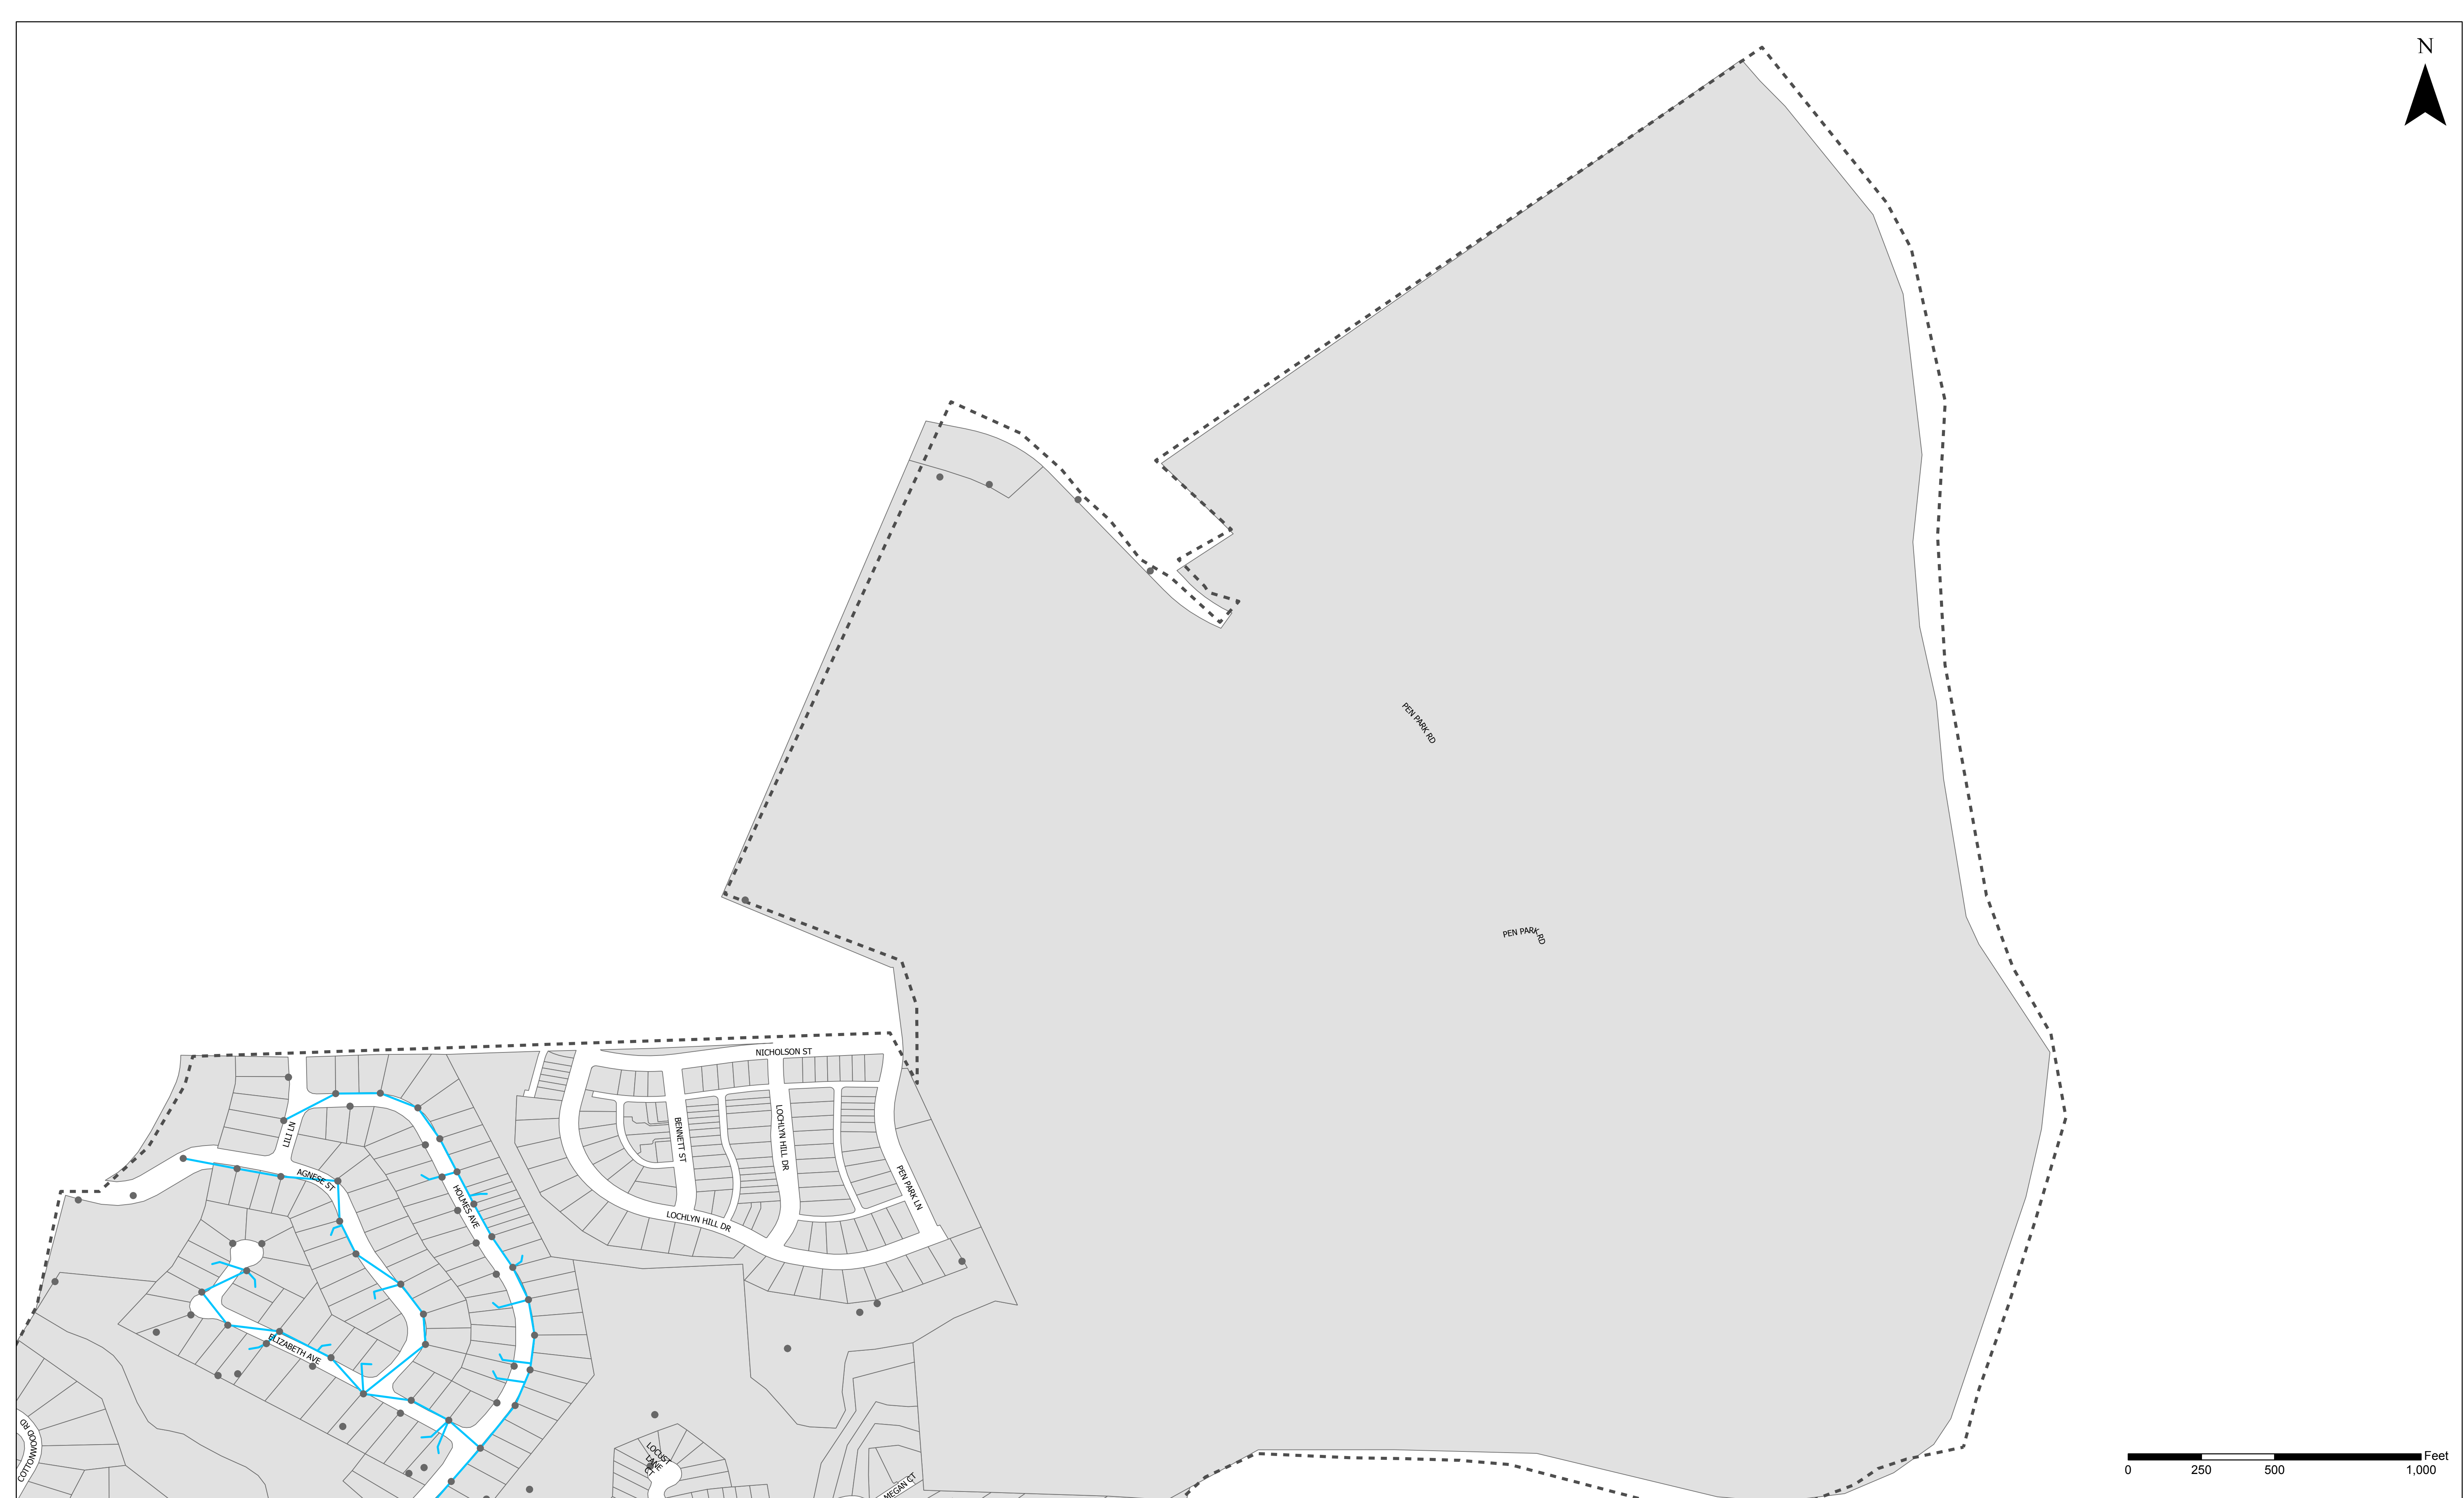 N
PEN PARK RD
PEN PARK RD
NICHOLSON ST
LILI LN
BENNETT ST
LOCHLYN HILL DR
AGNESE ST
HOLMES AVE
PEN PARK LN
LOCHLYN HILL DR
ELIZABETH AVE
COTTONWOOD RD
LOCUST
LANE
CT
MEGAN CT
Feet
0 250 500 1,000